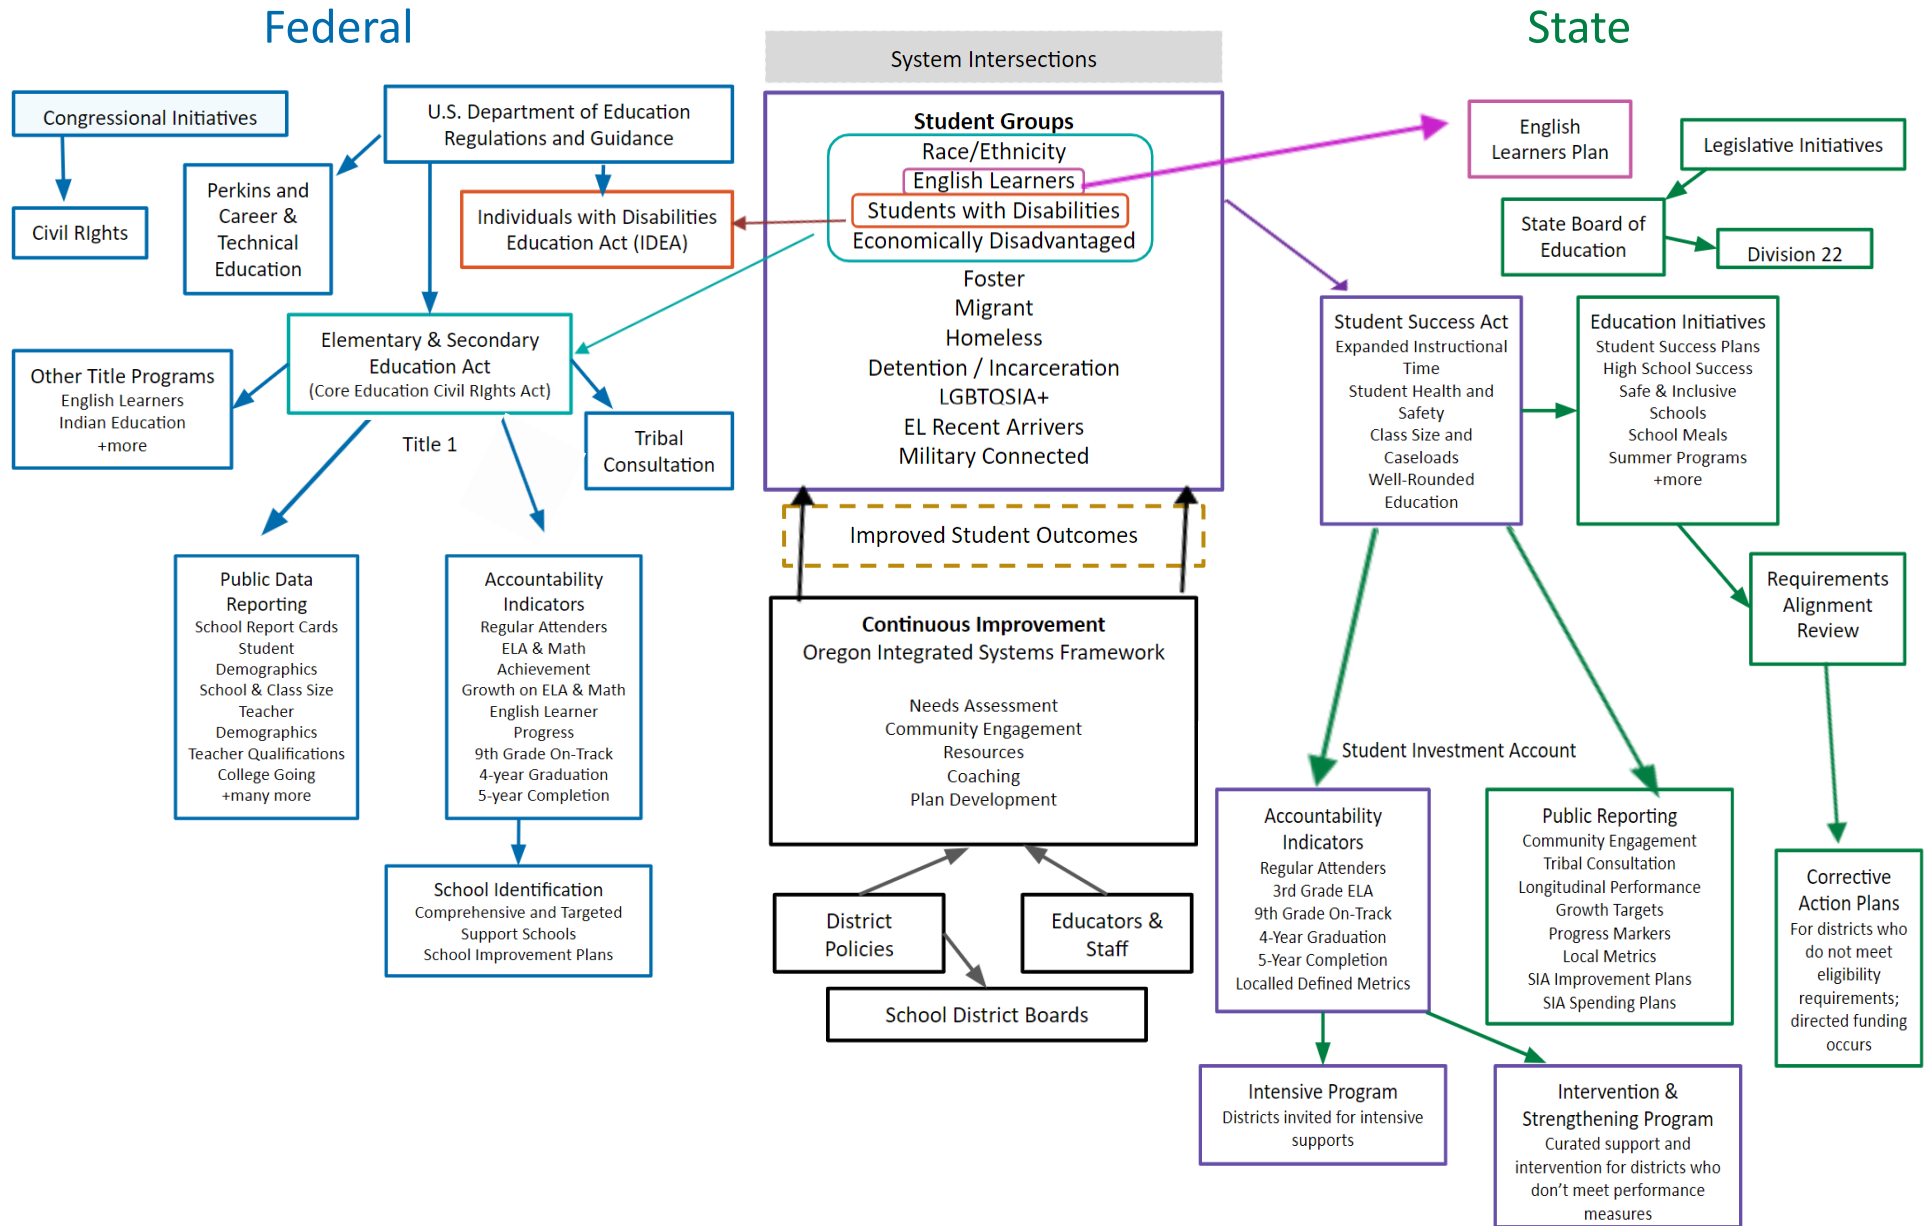 Federal
Congressional Initiatives
Civil RIghts
U.S. Department of Education
Regulations and Guidance
Perkins and
Career &
Technical
Education
Individuals with Disabilities
Education Act (IDEA)
Elementary & Secondary
Education Act
(Core Education Civil RIghts Act)
Other Title Programs
English Learners
Indian Education
+more
Title 1
Tribal
Consultation
Public Data
Reporting
School Report Cards
Student
Demographics
School & Class Size
Teacher
Demographics
Teacher Qualifications
College Going
+many more
Accountability
Indicators
Regular Attenders
ELA & Math
Achievement
Growth on ELA & Math
English Learner
Progress
9th Grade On-Track
4-year Graduation
5-year Completion
School Identification
Comprehensive and Targeted
Support Schools
School Improvement Plans
System Intersections
Student Groups
Race/Ethnicity
English Learners
Students with Disabilities
Economically Disadvantaged
Foster
Migrant
Homeless
Detention / Incarceration
LGBTQSIA+
EL Recent Arrivers
Military Connected
Improved Student Outcomes
Continuous Improvement
Oregon Integrated Systems Framework
Needs Assessment
Community Engagement
Resources
Coaching
Plan Development
District
Policies
Educators &
Staff
School District Boards
State
English
Learners Plan
Legislative Initiatives
State Board of
Education
Division 22
Student Success Act
Expanded Instructional
Time
Student Health and
Safety
Class Size and
Caseloads
Well-Rounded
Education
Education Initiatives
Student Success Plans
High School Success
Safe & Inclusive
Schools
School Meals
Summer Programs
+more
Requirements
Alignment
Review
Student Investment Account
Accountability
Indicators
Regular Attenders
3rd Grade ELA
9th Grade On-Track
4-Year Graduation
5-Year Completion
Localled Defined Metrics
Public Reporting
Community Engagement
Tribal Consultation
Longitudinal Performance
Growth Targets
Progress Markers
Local Metrics
SIA Improvement Plans
SIA Spending Plans
Corrective
Action Plans
For districts who
do not meet
eligibility
requirements;
directed funding
occurs
Intensive Program
Districts invited for intensive
supports
Intervention &
Strengthening Program
Curated support and
intervention for districts who
don't meet performance
measures